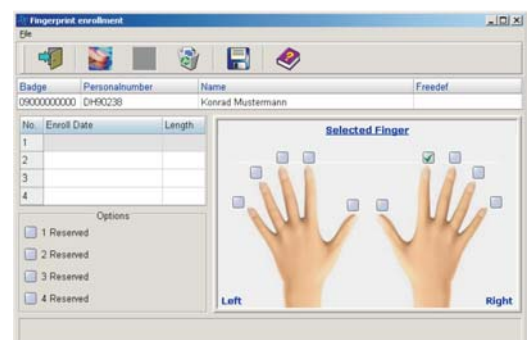 Fingerprint enrollment
File
Badge Personalnumber Name Freedef
09000000000 DH90238 Konrad Mustermann
No. Enroll Date Length
1
2
3
4
Options
1 Reserved
2 Reserved
3 Reserved
4 Reserved
Selected Finger
Left Right